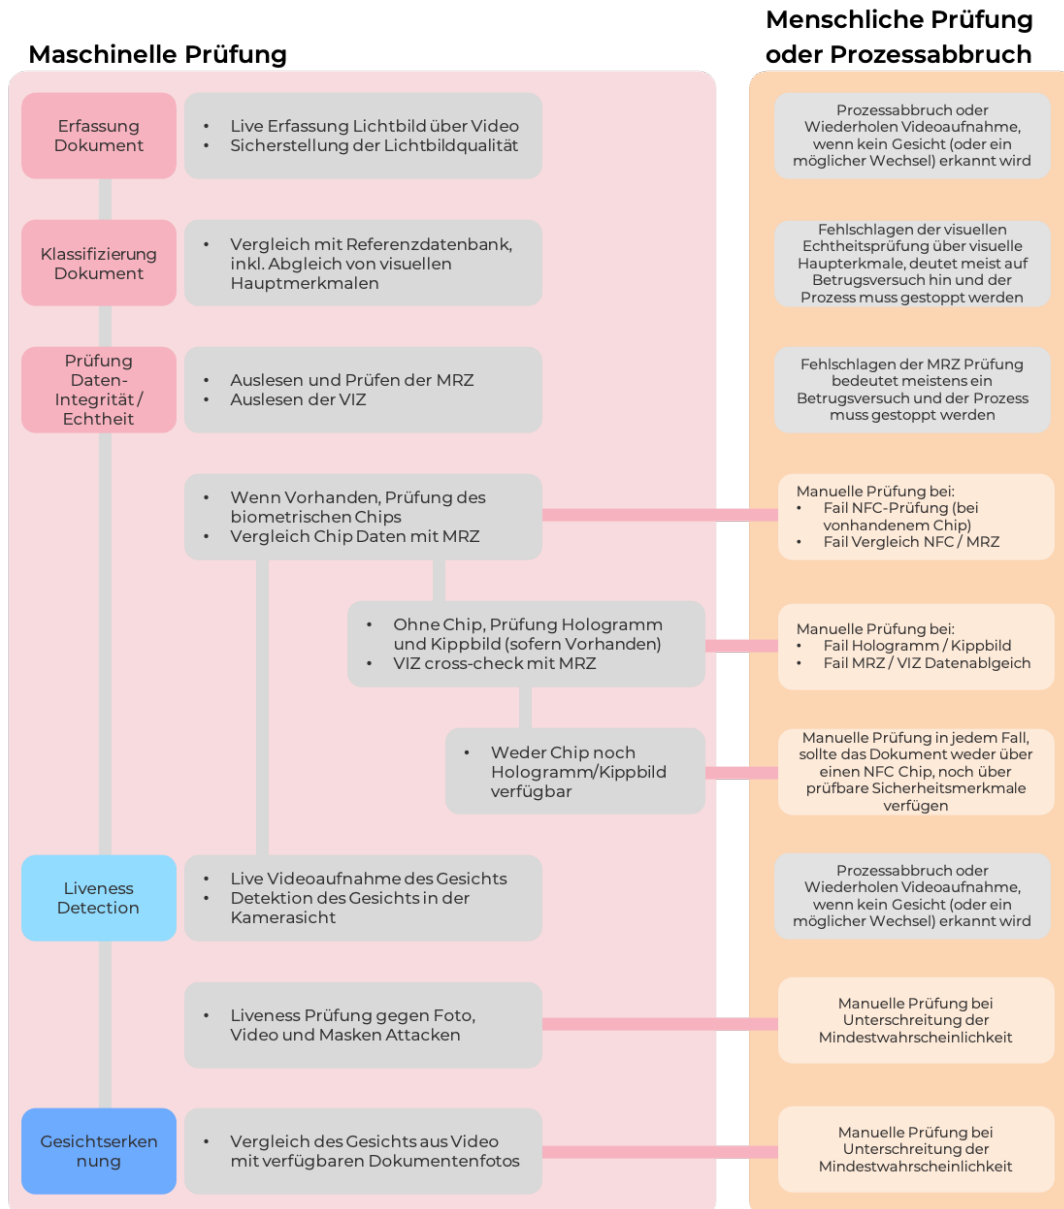 Maschinelle Prüfung
Menschliche Prüfung
oder Prozessabbruch
Erfassung
Dokument
• Live Erfassung Lichtbild über Video
• Sicherstellung der Lichtbildqualität
Prozessabbruch oder
Wiederholen Videoaufnahme,
wenn kein Gesicht (oder ein
möglicher Wechsel) erkannt wird
Klassifizierung
Dokument
• Vergleich mit Referenzdatenbank,
inkl. Abgleich von visuellen
Hauptmerkmalen
Fehlschlagen der visuellen
Echtheitsprüfung über visuelle
Haupterkmale, deutet meist auf
Betrugsversuch hin und der
Prozess muss gestoppt werden
Prüfung
Daten-
Integrität /
Echtheit
• Auslesen und Prüfen der MRZ
• Auslesen der VIZ
Fehlschlagen der MRZ Prüfung
bedeutet meistens ein
Betrugsversuch und der Prozess
muss gestoppt werden
• Wenn Vorhanden, Prüfung des
biometrischen Chips
• Vergleich Chip Daten mit MRZ
Manuelle Prüfung bei:
• Fail NFC-Prüfung (bei
vonhandenem Chip)
• Fail Vergleich NFC / MRZ
• Ohne Chip, Prüfung Hologramm
und Kippbild (sofern Vorhanden)
• VIZ cross-check mit MRZ
Manuelle Prüfung bei:
• Fail Hologramm / Kippbild
• Fail MRZ / VIZ Datenablgeich
• Weder Chip noch
Hologramm/Kippbild
verfügbar
Manuelle Prüfung in jedem Fall,
sollte das Dokument weder über
einen NFC Chip, noch über
prüfbare Sicherheitsmerkmale
verfügen
Liveness
Detection
• Live Videoaufnahme des Gesichts
• Detektion des Gesichts in der
Kamerasicht
Prozessabbruch oder
Wiederholen Videoaufnahme,
wenn kein Gesicht (oder ein
möglicher Wechsel) erkannt wird
• Liveness Prüfung gegen Foto,
Video und Masken Attacken
Manuelle Prüfung bei
Unterschreitung der
Mindestwahrscheinlichkeit
Gesichtserken
nung
• Vergleich des Gesichts aus Video
mit verfügbaren Dokumentenfotos
Manuelle Prüfung bei
Unterschreitung der
Mindestwahrscheinlichkeit